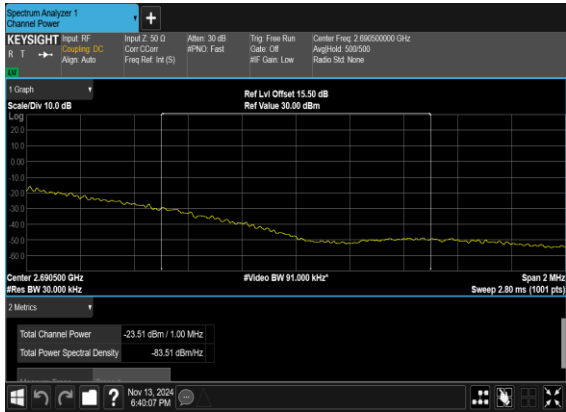 Spectrum Analyzer 1
Channel Power
+
KEYSIGHT Input: RF Input Z: 50 Ω Atten: 30 dB Trig: Free Run Center Freq: 2.690500000 GHz
R T Coupling: DC Corr CCorr #PNO: Fast Gate: Off Avg|Hold: 500/500
Align: Auto Freq Ref: Int (S) #IF Gain: Low Radio Std: None
LXI
1 Graph
Ref Lvl Offset 15.50 dB
Scale/Div 10.0 dB Ref Value 30.00 dBm
Log
20.0
10.0
0.00
-10.0
-20.0
-30.0
-40.0
-50.0
-60.0
Center 2.690500 GHz #Video BW 91.000 kHz* Span 2 MHz
#Res BW 30.000 kHz Sweep 2.80 ms (1001 pts)
2 Metrics
Total Channel Power -23.51 dBm / 1.00 MHz
Total Power Spectral Density -83.51 dBm/Hz
?
Nov 13, 2024
6:40:07 PM